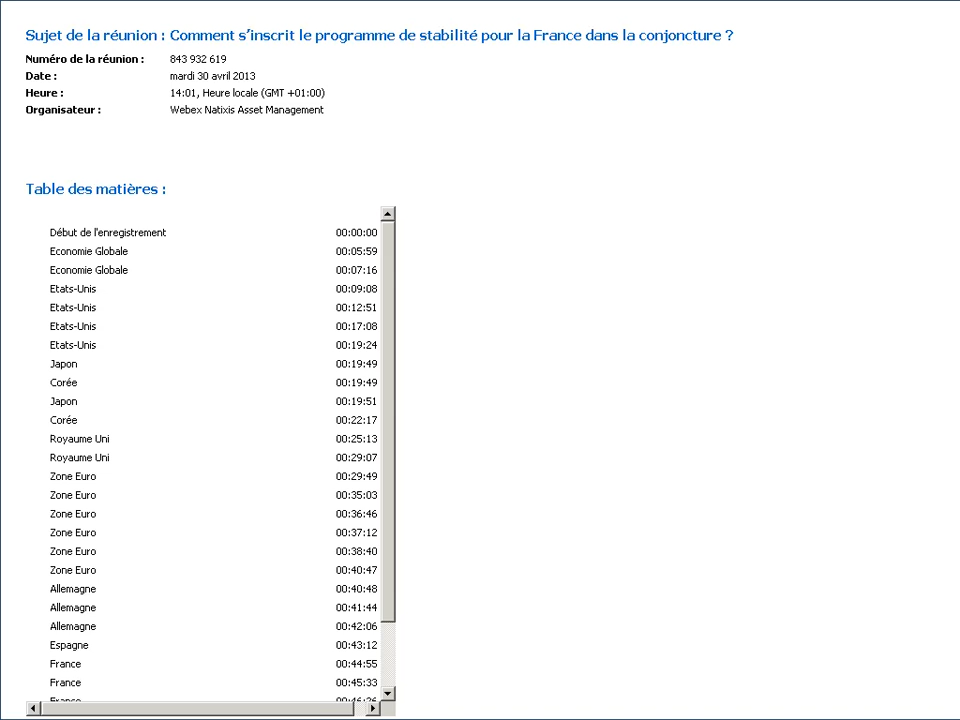 Sujet de la réunion : Comment s'inscrit le programme de stabilité pour la France dans la conjoncture ?
Numéro de la réunion : 843 932 619
Date : mardi 30 avril 2013
Heure : 14:01, Heure locale (GMT +01:00)
Organisateur : Webex Natixis Asset Management
Table des matières :
Début de l'enregistrement 00:00:00
Economie Globale 00:05:59
Economie Globale 00:07:16
Etats-Unis 00:09:08
Etats-Unis 00:12:51
Etats-Unis 00:17:08
Etats-Unis 00:19:24
Japon 00:19:49
Corée 00:19:49
Japon 00:19:51
Corée 00:22:17
Royaume Uni 00:25:13
Royaume Uni 00:29:07
Zone Euro 00:29:49
Zone Euro 00:35:03
Zone Euro 00:36:46
Zone Euro 00:37:12
Zone Euro 00:38:40
Zone Euro 00:40:47
Allemagne 00:40:48
Allemagne 00:41:44
Allemagne 00:42:06
Espagne 00:43:12
France 00:44:55
France 00:45:33
France